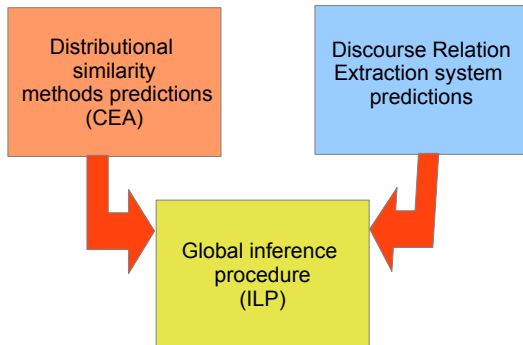 Distributional
similarity
methods predictions
(CEA)
Discourse Relation
Extraction system
predictions
Global inference
procedure
(ILP)